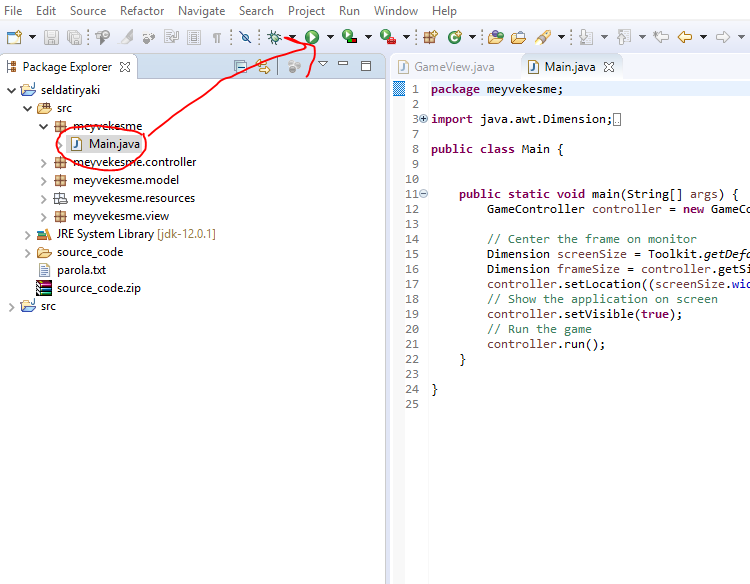 File Edit Source Refactor Navigate Search Project Run Window Help
Package Explorer
GameView.java
Main.java
seldatiryaki
src
meyvekesme
Main.java
meyvekesme.controller
meyvekesme.model
meyvekesme.resources
meyvekesme.view
JRE System Library [jdk-12.0.1]
source_code
parola.txt
source_code.zip
src
1 package meyvekesme;
2
3 import java.awt.Dimension;
7
8 public class Main {
9
10
11 public static void main(String[] args) {
12 GameController controller = new GameCo
13
14 // Center the frame on monitor
15 Dimension screenSize = Toolkit.getDefa
16 Dimension frameSize = controller.getSi
17 controller.setLocation((screenSize.wid
18 // Show the application on screen
19 controller.setVisible(true);
20 // Run the game
21 controller.run();
22 }
23
24 }
25